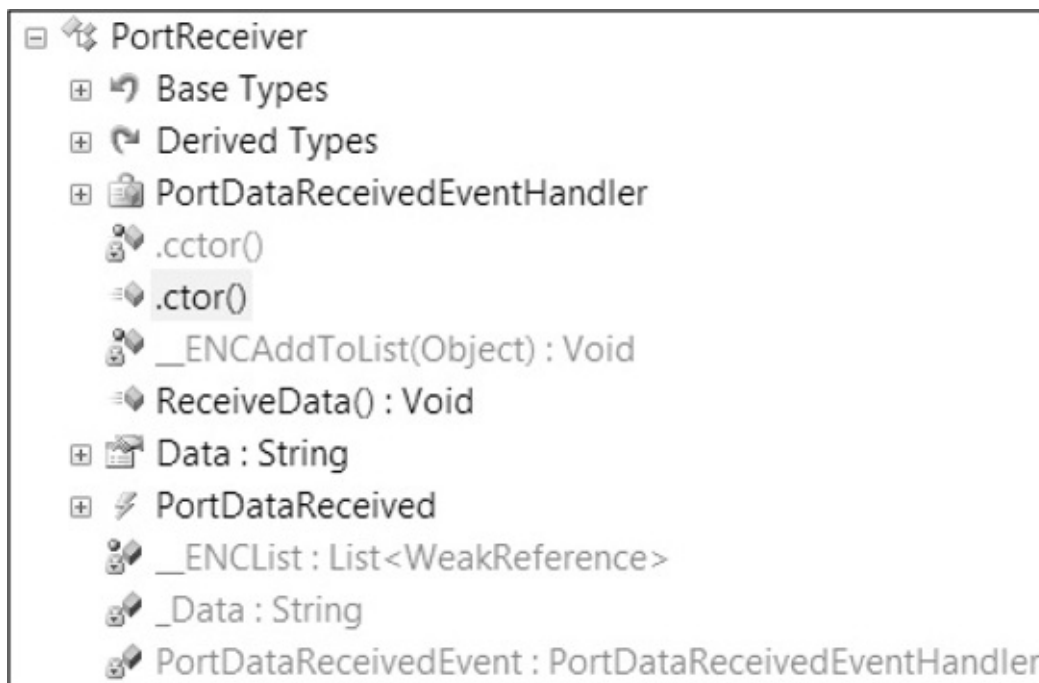 PortReceiver
Base Types
Derived Types
PortDataReceivedEventHandler
.cctor()
.ctor()
__ENCAddToList(Object) : Void
ReceiveData() : Void
Data : String
PortDataReceived
__ENCList : List<WeakReference>
_Data : String
PortDataReceivedEvent : PortDataReceivedEventHandler